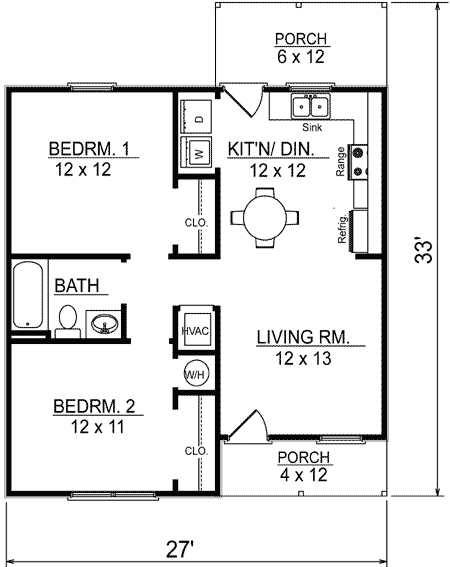 PORCH
6 x 12
D
W
Sink
BEDRM. 1
12 x 12
KIT'N/ DIN.
12 x 12
Range
CLO.
Refrig.
33'
BATH
HVAC
LIVING RM.
12 x 13
W/H
BEDRM. 2
12 x 11
CLO.
PORCH
4 x 12
27'